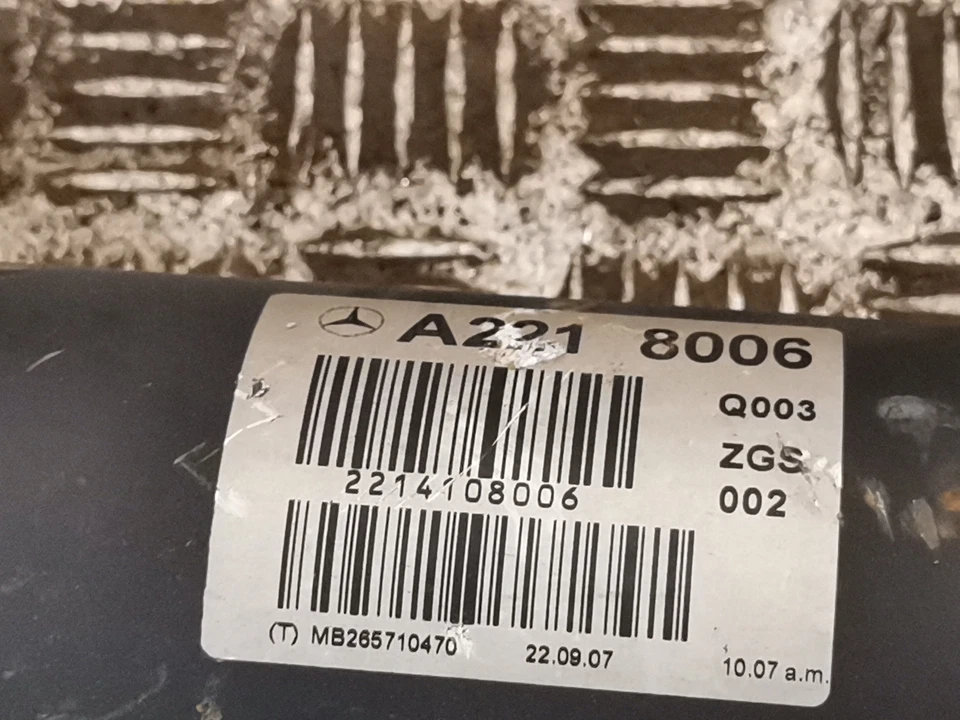 A221 8006
Q003
2214108006
ZGS
002
(T) MB265710470 22.09.07 10.07 a.m.